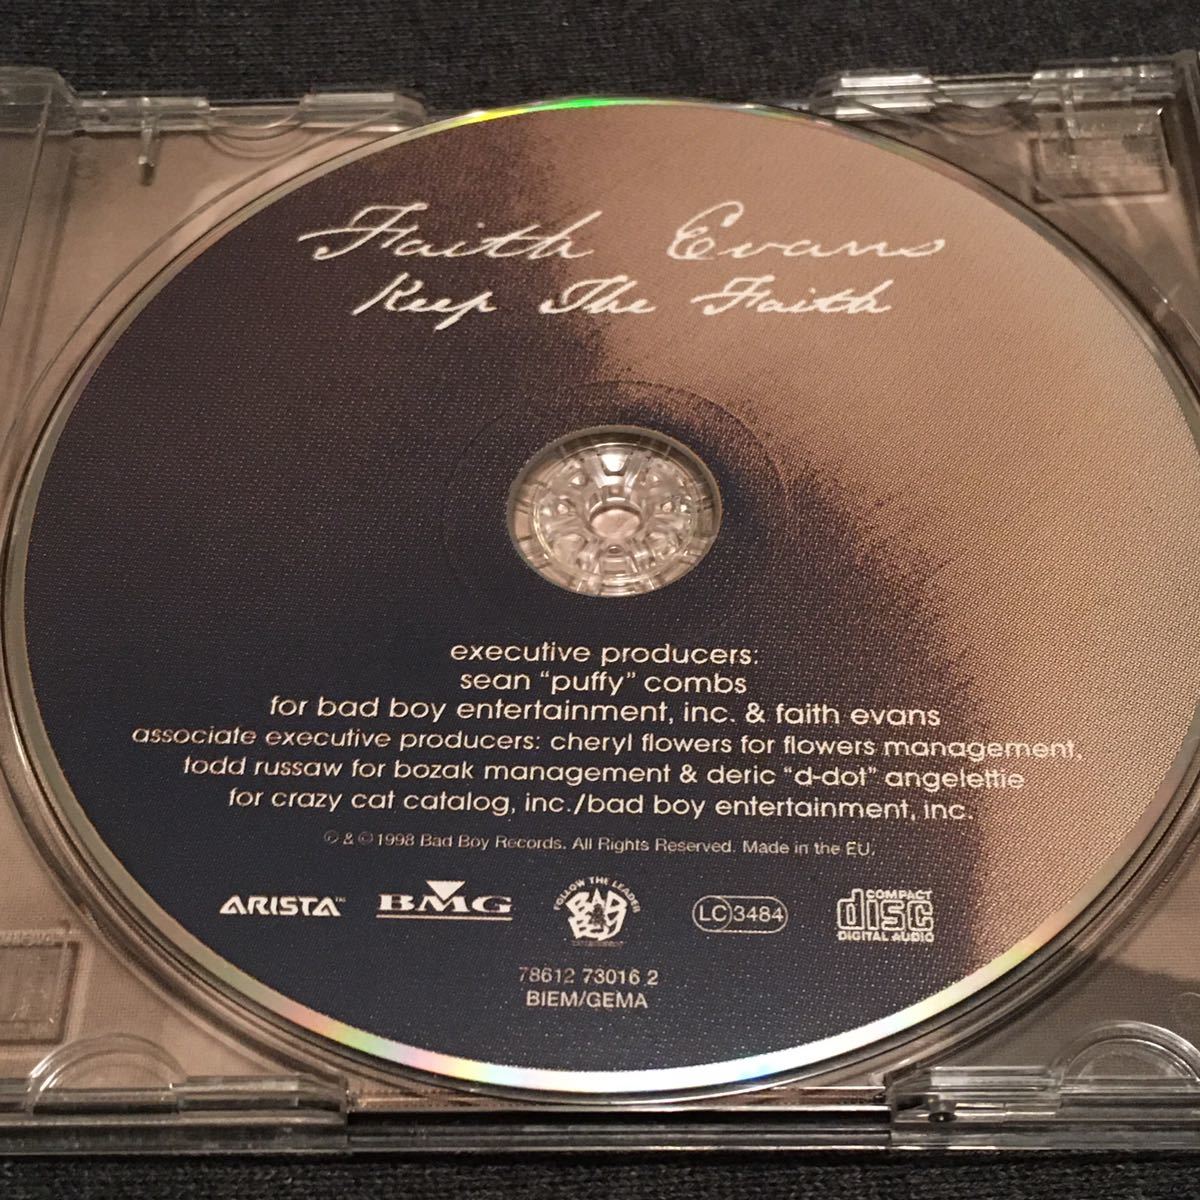 Faith Evans
Keep The Faith
executive producers:
sean "puffy" combs
for bad boy entertainment, inc. & faith evans
associate executive producers: cheryl flowers for flowers management,
todd russaw for bozak management & deric "d-dot" angelettie
for crazy cat catalog, inc./bad boy entertainment, inc.
℗ & © 1998 Bad Boy Records. All Rights Reserved. Made in the EU.
ARISTA™ BMG FOLLOW THE LEADER BAD BOY ENTERTAINMENT LC 3484 COMPACT disc DIGITAL AUDIO
78612 73016 2
BIEM/GEMA